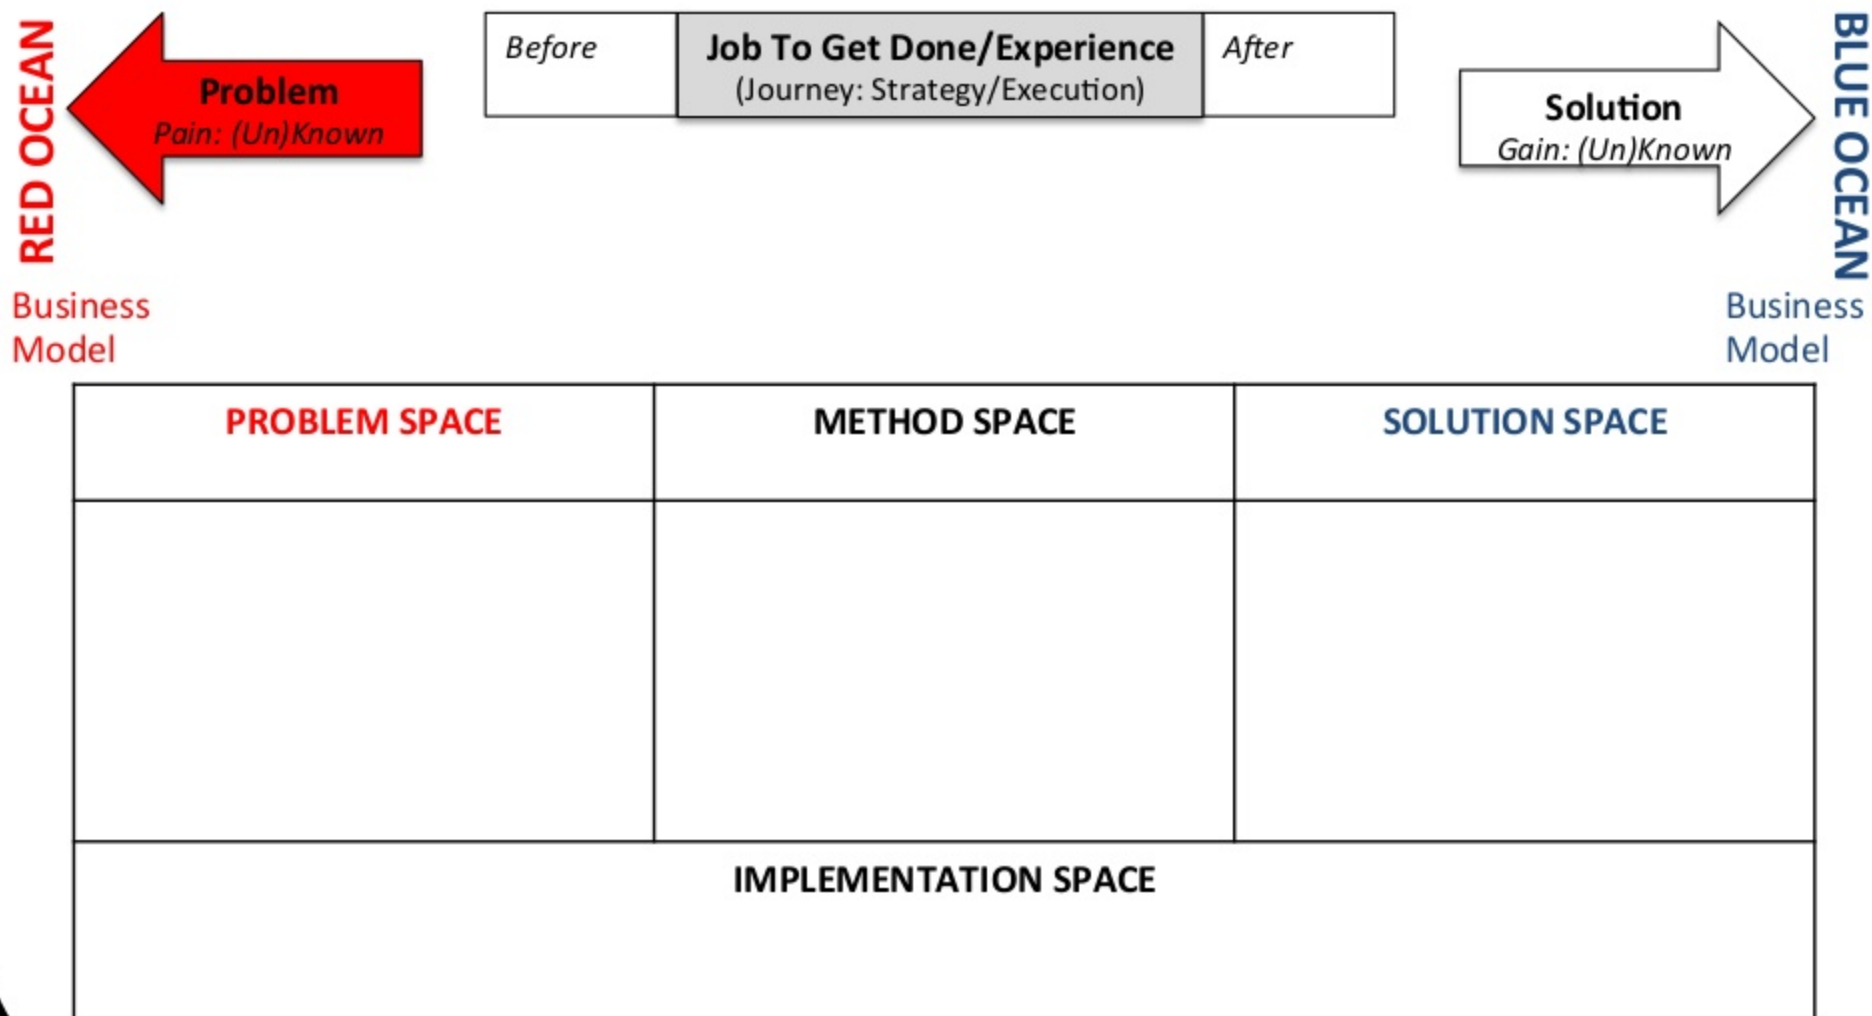 RED OCEAN
Problem
Pain: (Un)Known
Before
Job To Get Done/Experience
(Journey: Strategy/Execution)
After
Solution
Gain: (Un)Known
BLUE OCEAN
Business
Model
Business
Model
PROBLEM SPACE
METHOD SPACE
SOLUTION SPACE
IMPLEMENTATION SPACE